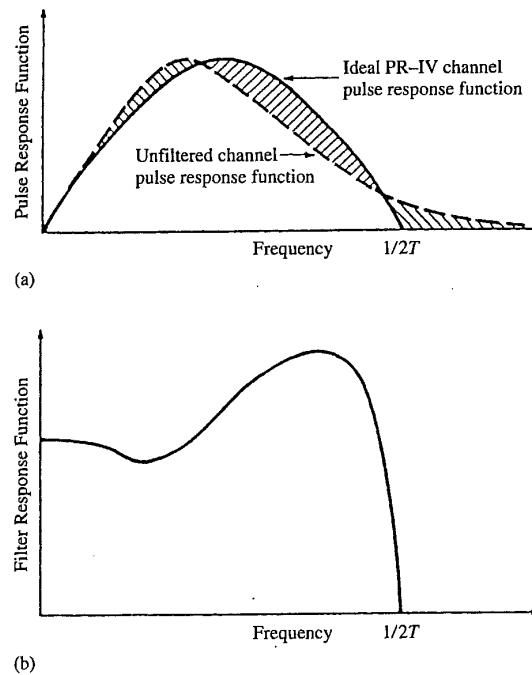 Pulse Response Function
Ideal PR–IV channel
pulse response function
Unfiltered channel
pulse response function
Frequency
1/2T
(a)
Filter Response Function
Frequency
1/2T
(b)